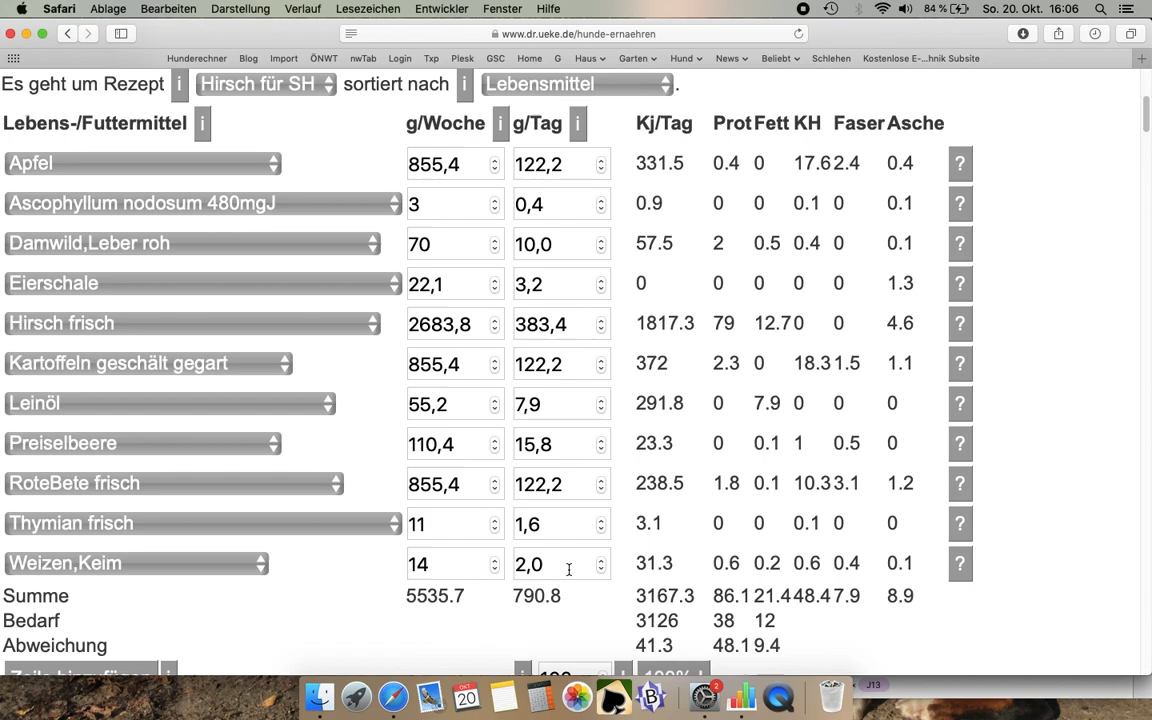 Safari Ablage Bearbeiten Darstellung Verlauf Lesezeichen Entwickler Fenster Hilfe 84 % So. 20. Okt. 16:06
www.dr.ueke.de/hunde-ernaehren
Hunderechner Blog Import ÖNWT nwTab Login Txp Plesk GSC Home G Haus Garten Hund News Beliebt Schlehen Kostenlose E-...hnik Subsite
Es geht um Rezept i Hirsch für SH sortiert nach i Lebensmittel .
Lebens-/Futtermittel i g/Woche i g/Tag i Kj/Tag Prot Fett KH Faser Asche
Apfel 855,4 122,2 331.5 0.4 0 17.6 2.4 0.4 ?
Ascophyllum nodosum 480mgJ 3 0,4 0.9 0 0 0.1 0 0.1 ?
Damwild,Leber roh 70 10,0 57.5 2 0.5 0.4 0 0.1 ?
Eierschale 22,1 3,2 0 0 0 0 0 1.3 ?
Hirsch frisch 2683,8 383,4 1817.3 79 12.7 0 0 4.6 ?
Kartoffeln geschält gegart 855,4 122,2 372 2.3 0 18.3 1.5 1.1 ?
Leinöl 55,2 7,9 291.8 0 7.9 0 0 0 ?
Preiselbeere 110,4 15,8 23.3 0 0.1 1 0.5 0 ?
RoteBete frisch 855,4 122,2 238.5 1.8 0.1 10.3 3.1 1.2 ?
Thymian frisch 11 1,6 3.1 0 0 0.1 0 0 ?
Weizen,Keim 14 2,0 31.3 0.6 0.2 0.6 0.4 0.1 ?
Summe 5535.7 790.8 3167.3 86.1 21.4 48.4 7.9 8.9
Bedarf 3126 38 12
Abweichung 41.3 48.1 9.4
OKT
20 2 J13